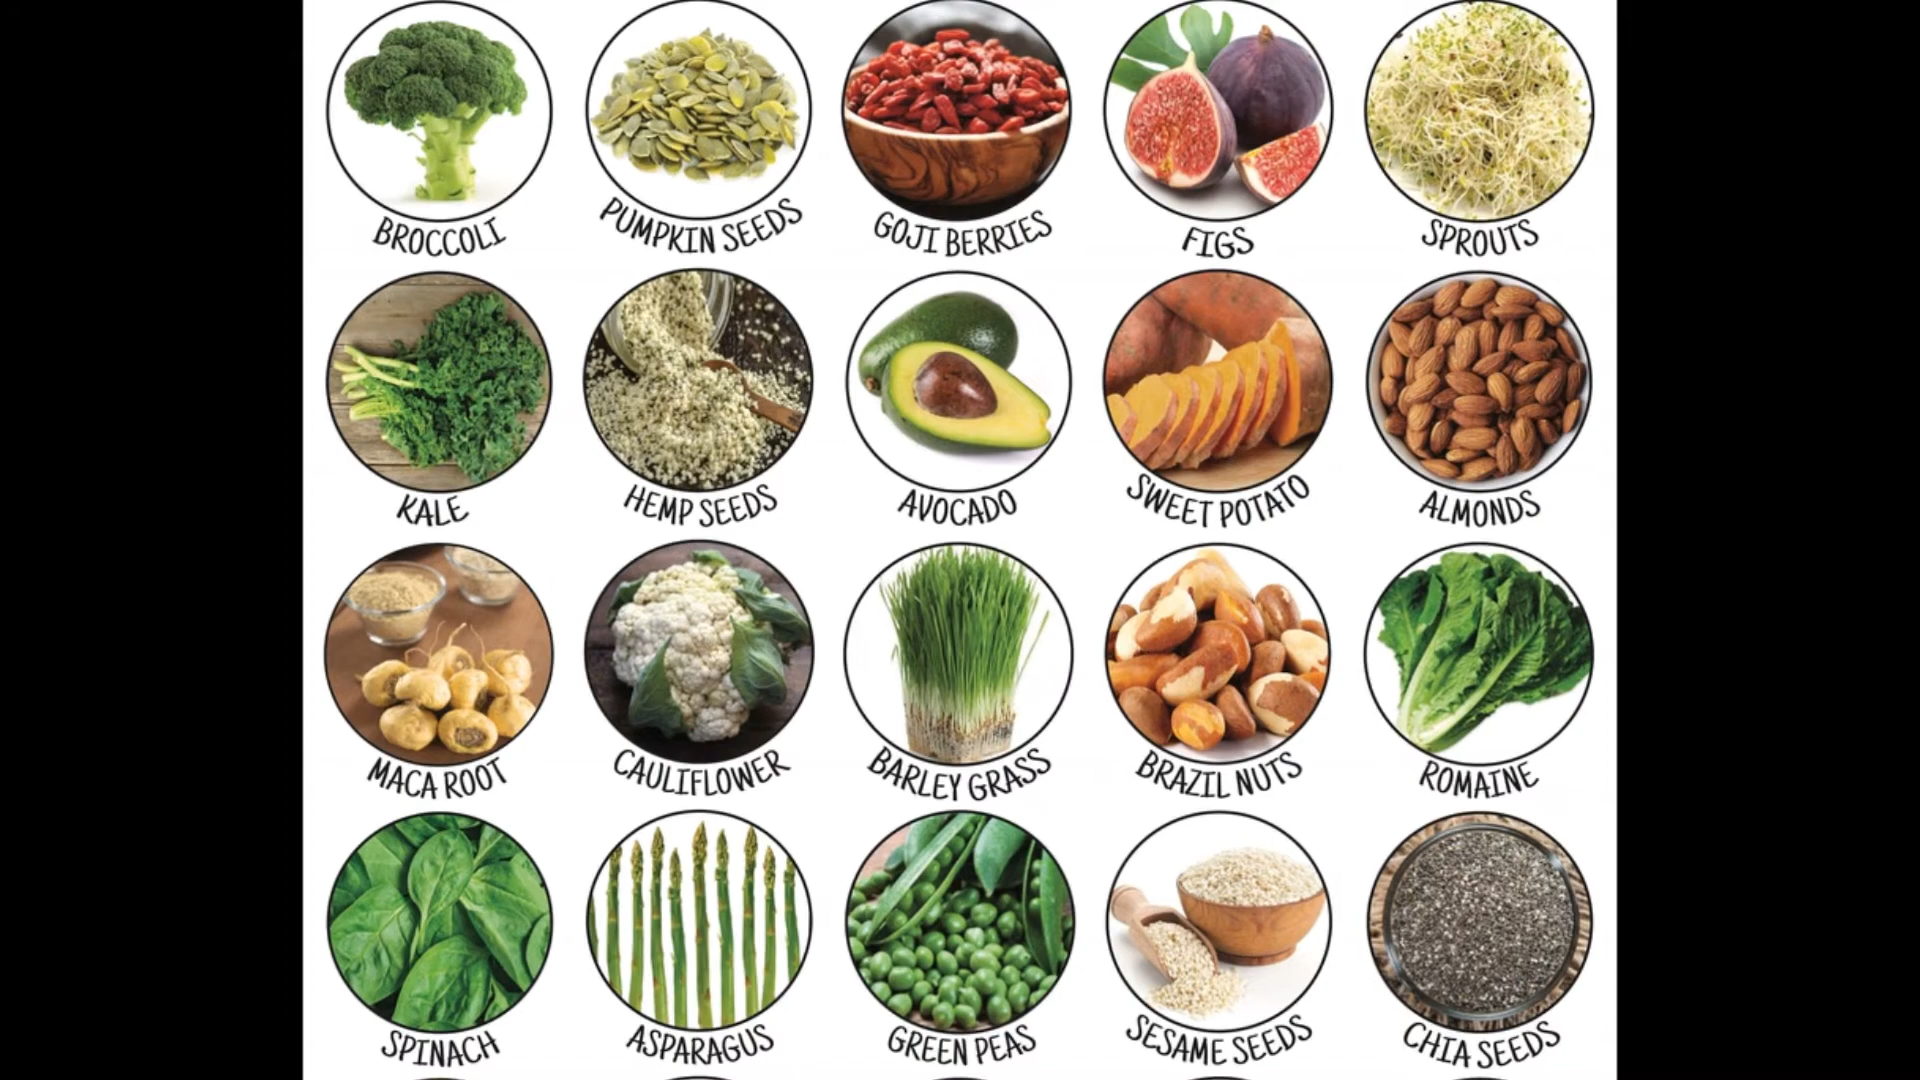 BROCCOLI
PUMPKIN SEEDS
GOJI BERRIES
FIGS
SPROUTS
KALE
HEMP SEEDS
AVOCADO
SWEET POTATO
ALMONDS
MACA ROOT
CAULIFLOWER
BARLEY GRASS
BRAZIL NUTS
ROMAINE
SPINACH
ASPARAGUS
GREEN PEAS
SESAME SEEDS
CHIA SEEDS